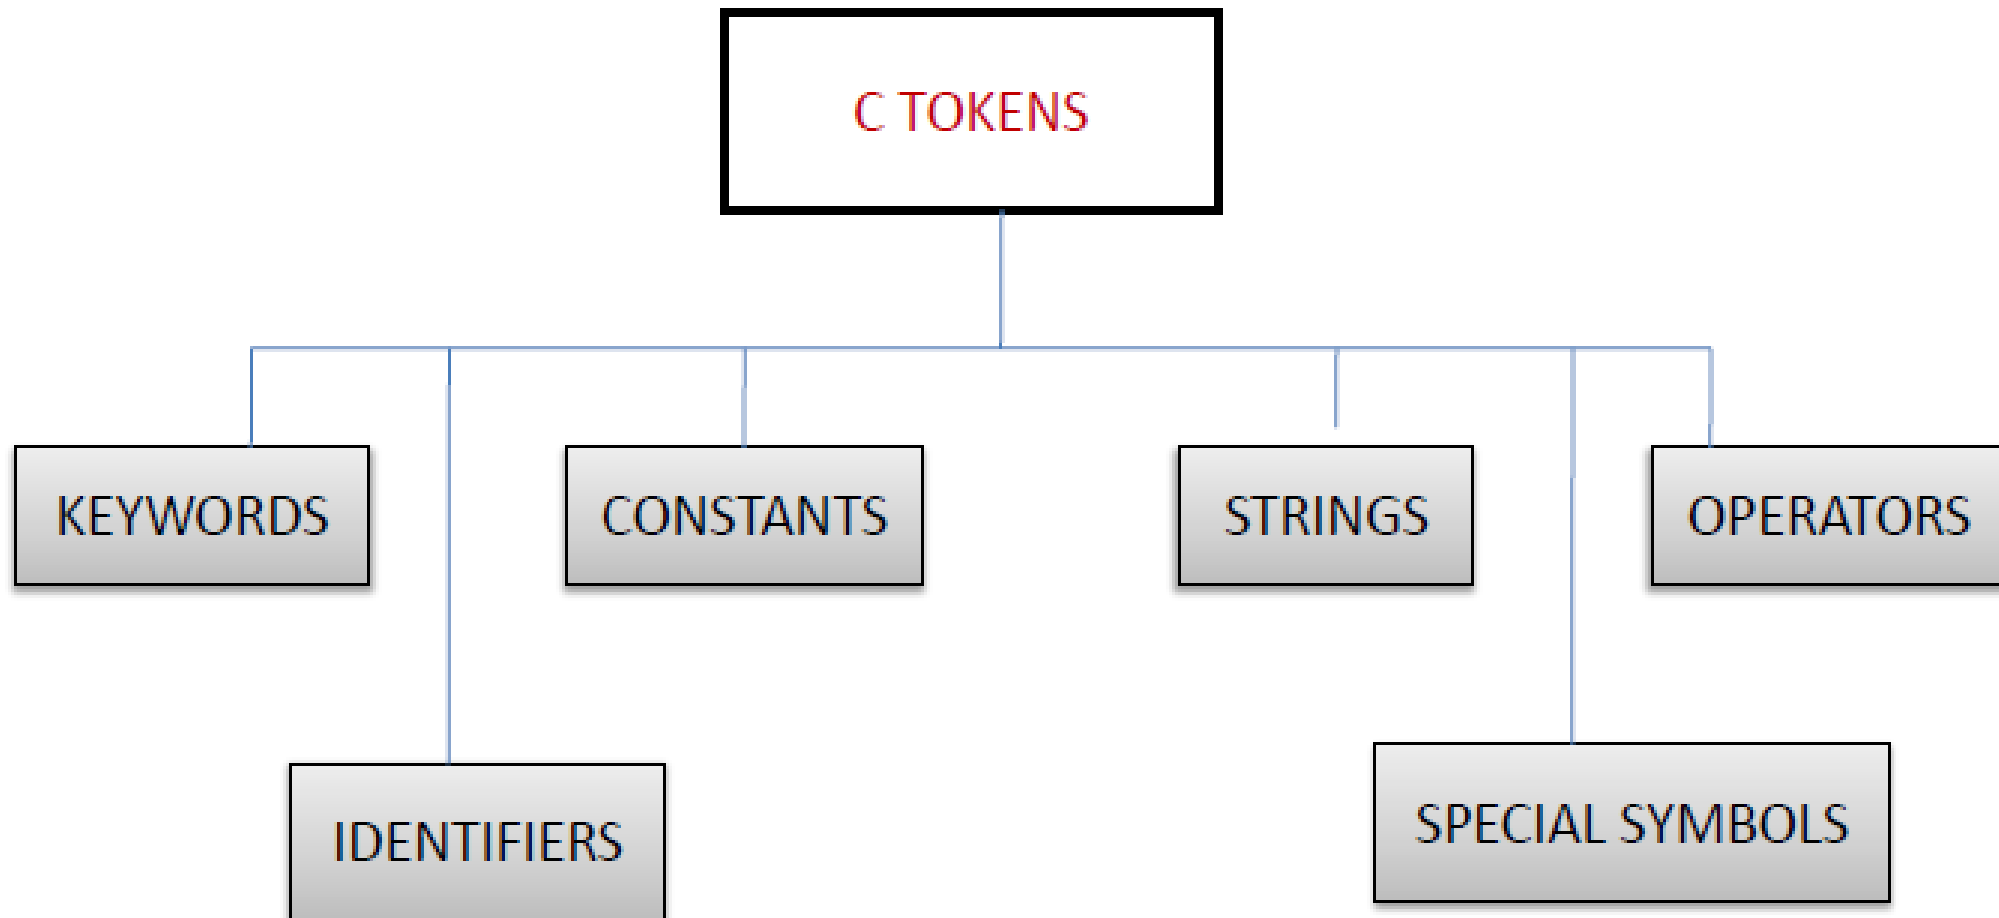 C TOKENS
KEYWORDS
CONSTANTS
STRINGS
OPERATORS
IDENTIFIERS
SPECIAL SYMBOLS